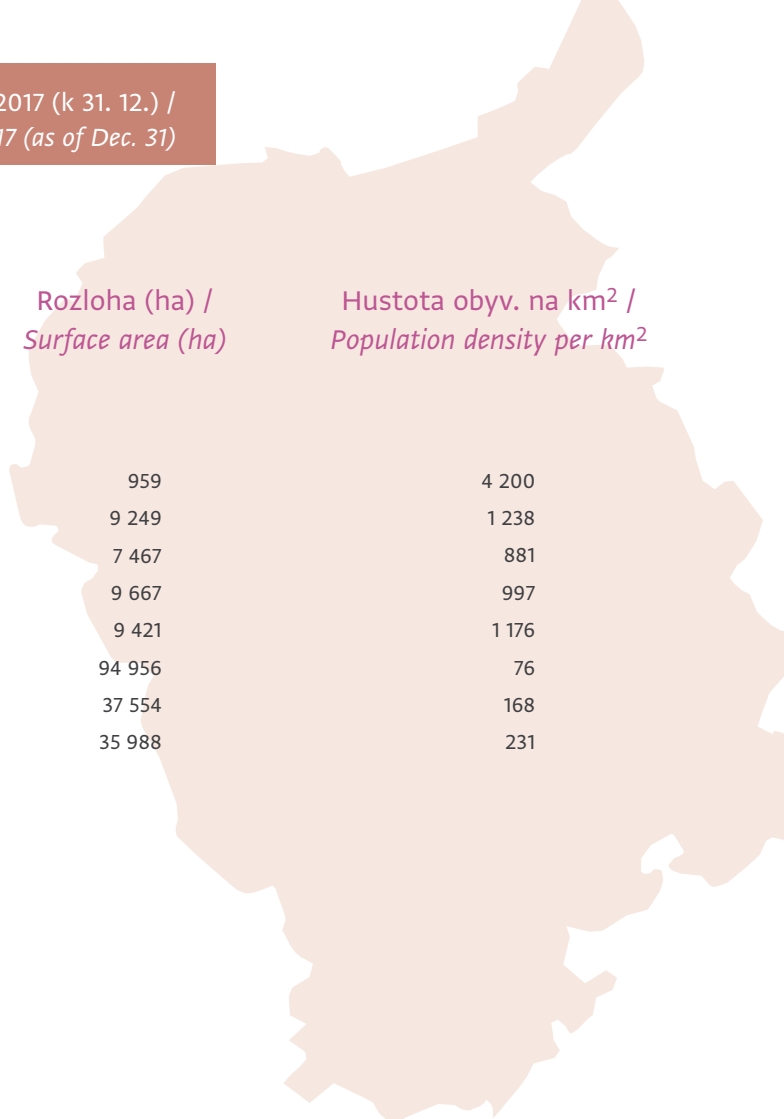 2017 (k 31. 12.) /
17 (as of Dec. 31)
Rozloha (ha) /
Surface area (ha)
Hustota obyv. na km² /
Population density per km²
959 4 200
9 249 1 238
7 467 881
9 667 997
9 421 1 176
94 956 76
37 554 168
35 988 231